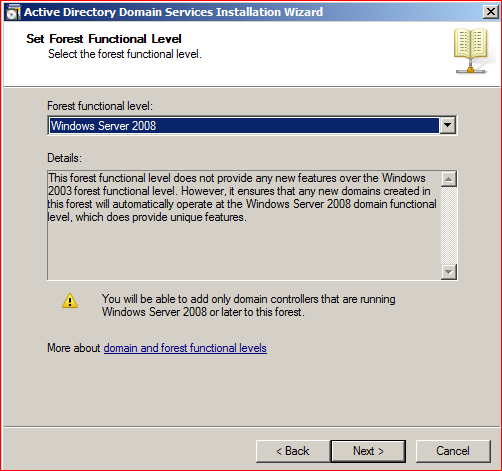 Active Directory Domain Services Installation Wizard
Set Forest Functional Level
Select the forest functional level.
Forest functional level:
Windows Server 2008
Details:
This forest functional level does not provide any new features over the Windows
2003 forest functional level. However, it ensures that any new domains created in
this forest will automatically operate at the Windows Server 2008 domain functional
level, which does provide unique features.
You will be able to add only domain controllers that are running
Windows Server 2008 or later to this forest.
More about domain and forest functional levels
< Back
Next >
Cancel